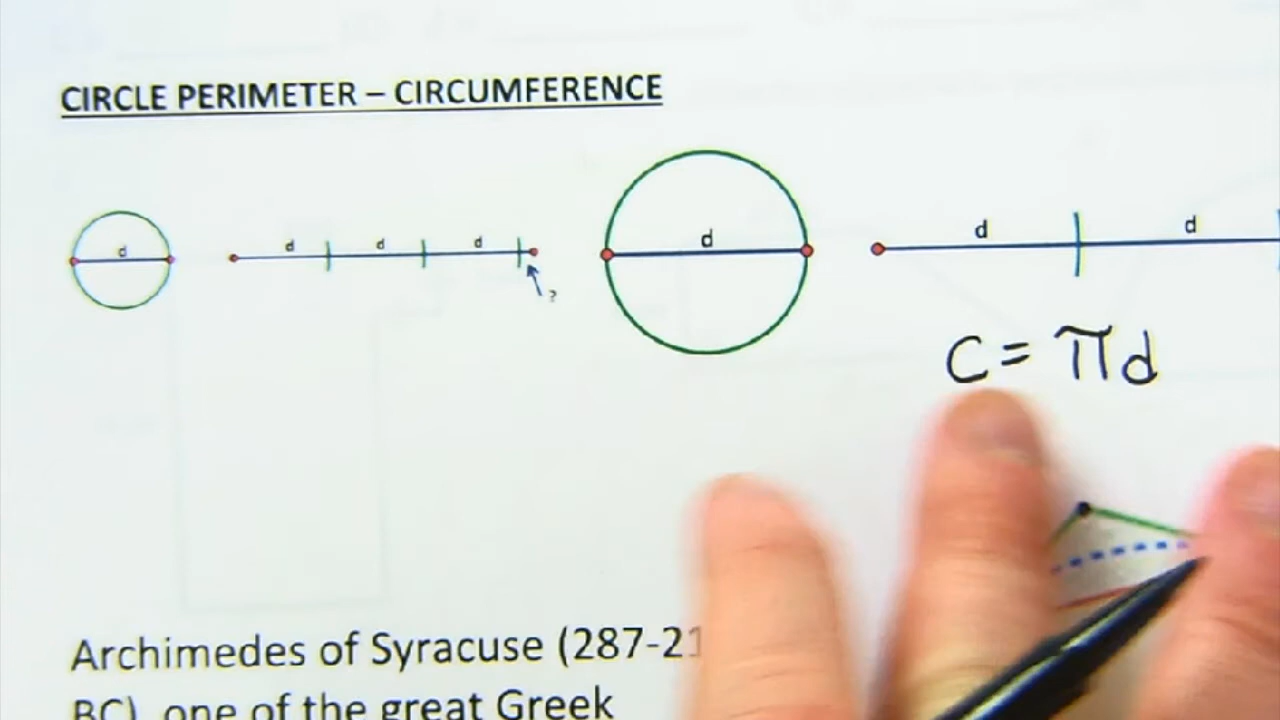 CIRCLE PERIMETER – CIRCUMFERENCE
d
d d d
?
d
d d
C = πd
Archimedes of Syracuse (287-21
BC), one of the great Greek